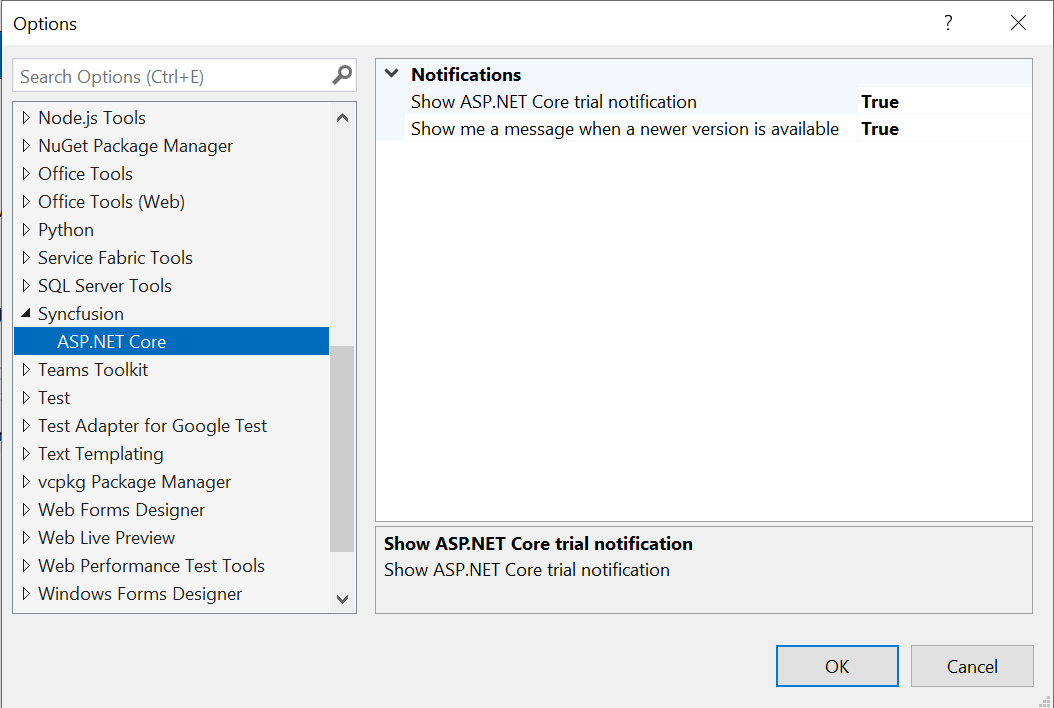 Options
?
Search Options (Ctrl+E)
Node.js Tools
NuGet Package Manager
Office Tools
Office Tools (Web)
Python
Service Fabric Tools
SQL Server Tools
Syncfusion
ASP.NET Core
Teams Toolkit
Test
Test Adapter for Google Test
Text Templating
vcpkg Package Manager
Web Forms Designer
Web Live Preview
Web Performance Test Tools
Windows Forms Designer
Notifications
Show ASP.NET Core trial notification True
Show me a message when a newer version is available True
Show ASP.NET Core trial notification
Show ASP.NET Core trial notification
OK Cancel